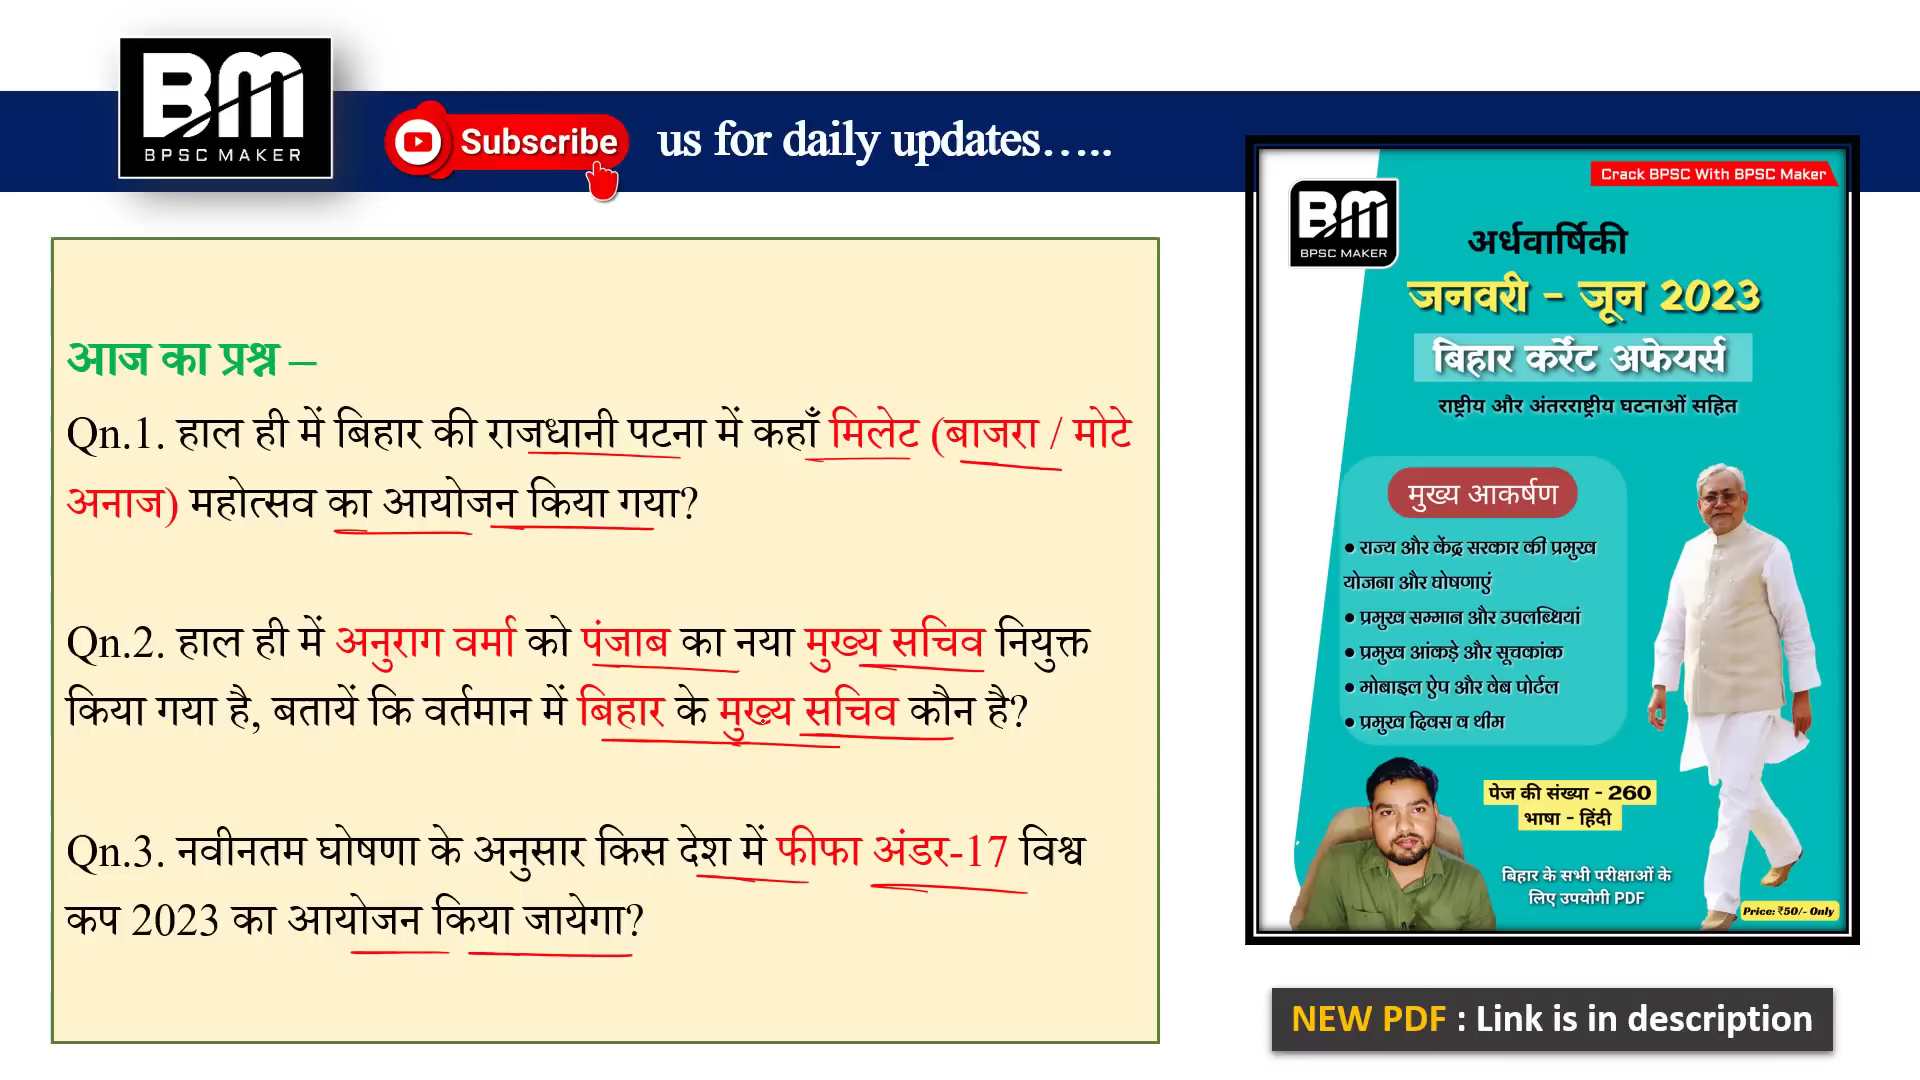 BM
BPSC MAKER
Subscribe
us for daily updates…..
आज का प्रश्न –
Qn.1. हाल ही में बिहार की राजधानी पटना में कहाँ मिलेट (बाजरा / मोटे
अनाज) महोत्सव का आयोजन किया गया?
Qn.2. हाल ही में अनुराग वर्मा को पंजाब का नया मुख्य सचिव नियुक्त
किया गया है, बतायें कि वर्तमान में बिहार के मुख्य सचिव कौन है?
Qn.3. नवीनतम घोषणा के अनुसार किस देश में फीफा अंडर-17 विश्व
कप 2023 का आयोजन किया जायेगा?
Crack BPSC With BPSC Maker
BM
BPSC MAKER
अर्धवार्षिकी
जनवरी - जून 2023
बिहार करेंट अफेयर्स
राष्ट्रीय और अंतरराष्ट्रीय घटनाओं सहित
मुख्य आकर्षण
• राज्य और केंद्र सरकार की प्रमुख
योजना और घोषणाएं
• प्रमुख सम्मान और उपलब्धियां
• प्रमुख आंकड़े और सूचकांक
• मोबाइल ऐप और वेब पोर्टल
• प्रमुख दिवस व थीम
पेज की संख्या - 260
भाषा - हिंदी
बिहार के सभी परीक्षाओं के
लिए उपयोगी PDF
Price: ₹50/- Only
NEW PDF : Link is in description